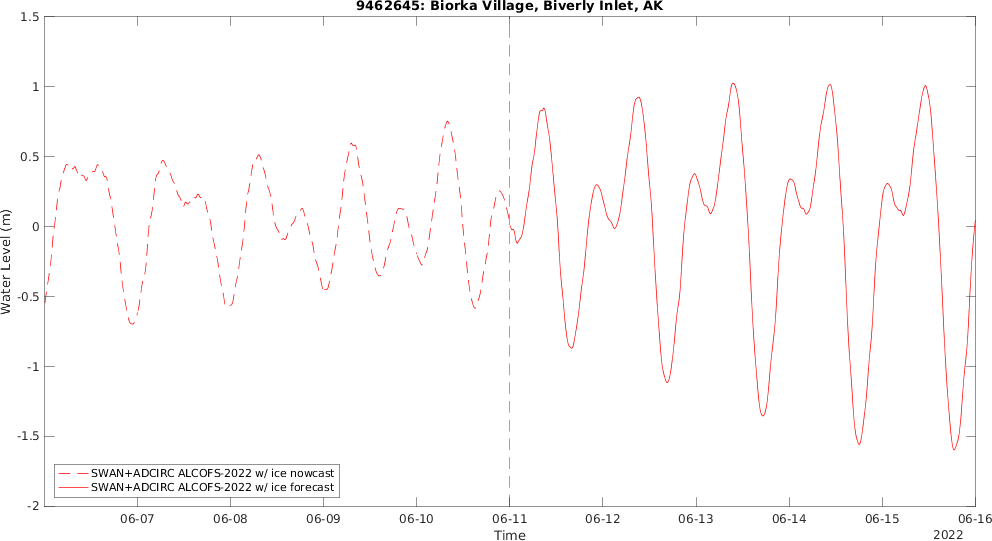 9462645: Biorka Village, Biverly Inlet, AK
1.5
1
0.5
0
-0.5
-1
-1.5
-2
Water Level (m)
SWAN+ADCIRC ALCOFS-2022 w/ ice nowcast
SWAN+ADCIRC ALCOFS-2022 w/ ice forecast
06-07 06-08 06-09 06-10 06-11 06-12 06-13 06-14 06-15 06-16
Time
2022